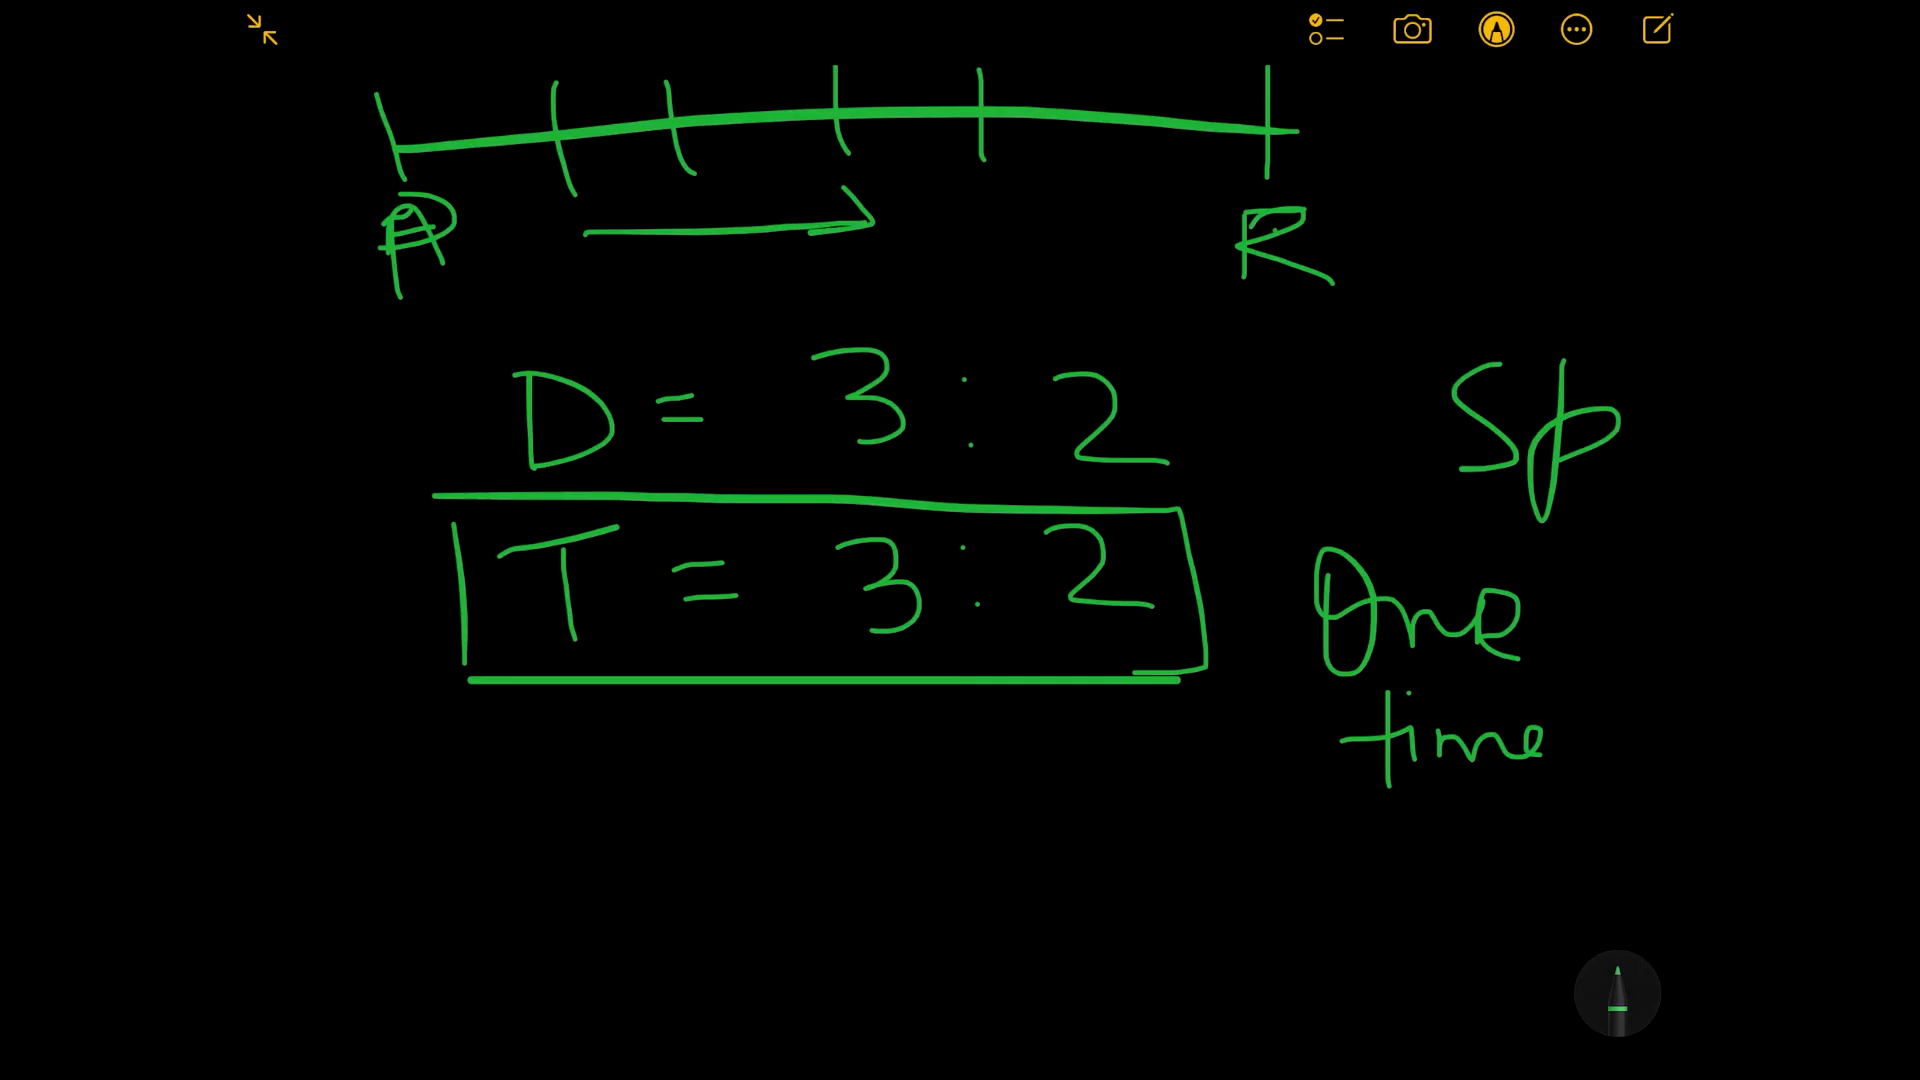 R
D = 3 : 2
Sp
T = 3 : 2
One
time